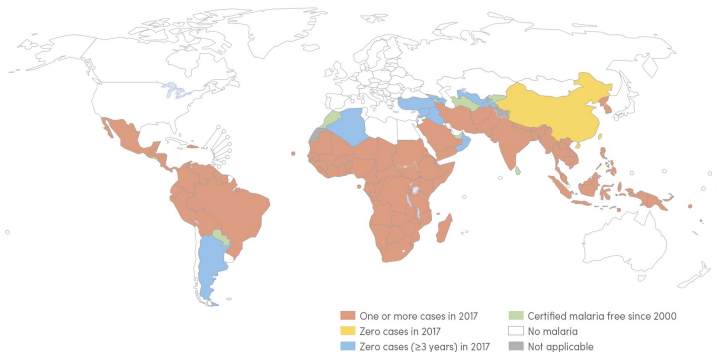 One or more cases in 2017
Zero cases in 2017
Zero cases (≥3 years) in 2017
Certified malaria free since 2000
No malaria
Not applicable